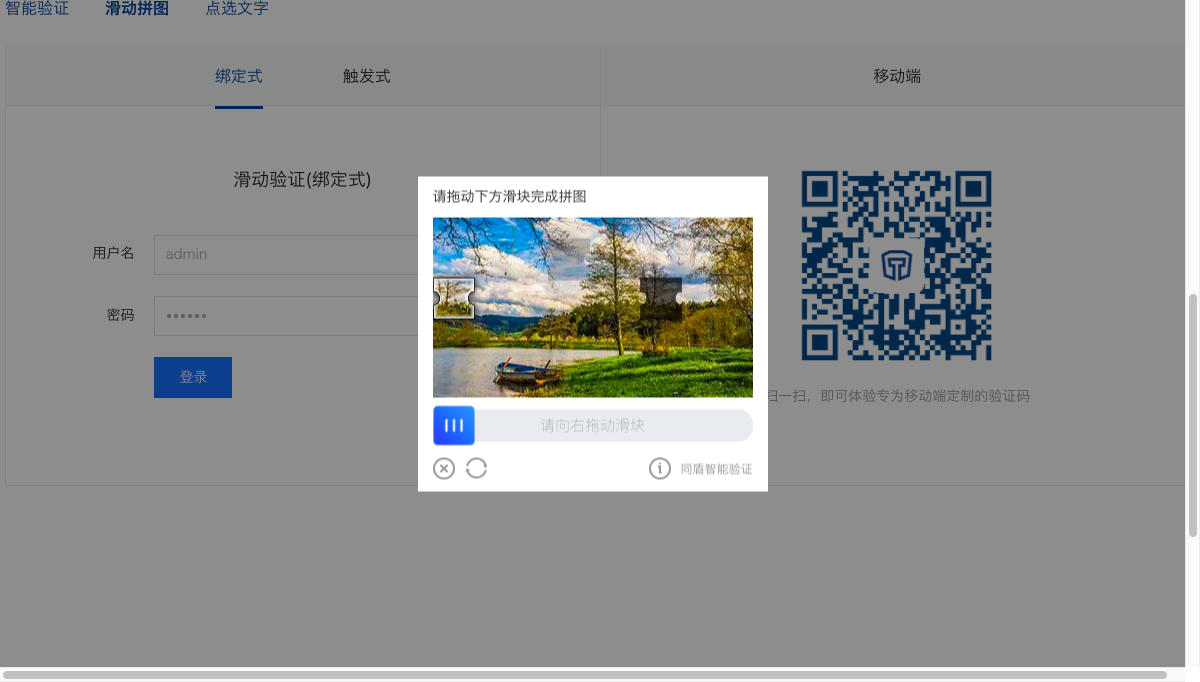 智能验证
滑动拼图
点选文字
绑定式
触发式
移动端
滑动验证(绑定式)
用户名
admin
密码
登录
请拖动下方滑块完成拼图
请向右拖动滑块
同盾智能验证
扫一扫，即可体验专为移动端定制的验证码